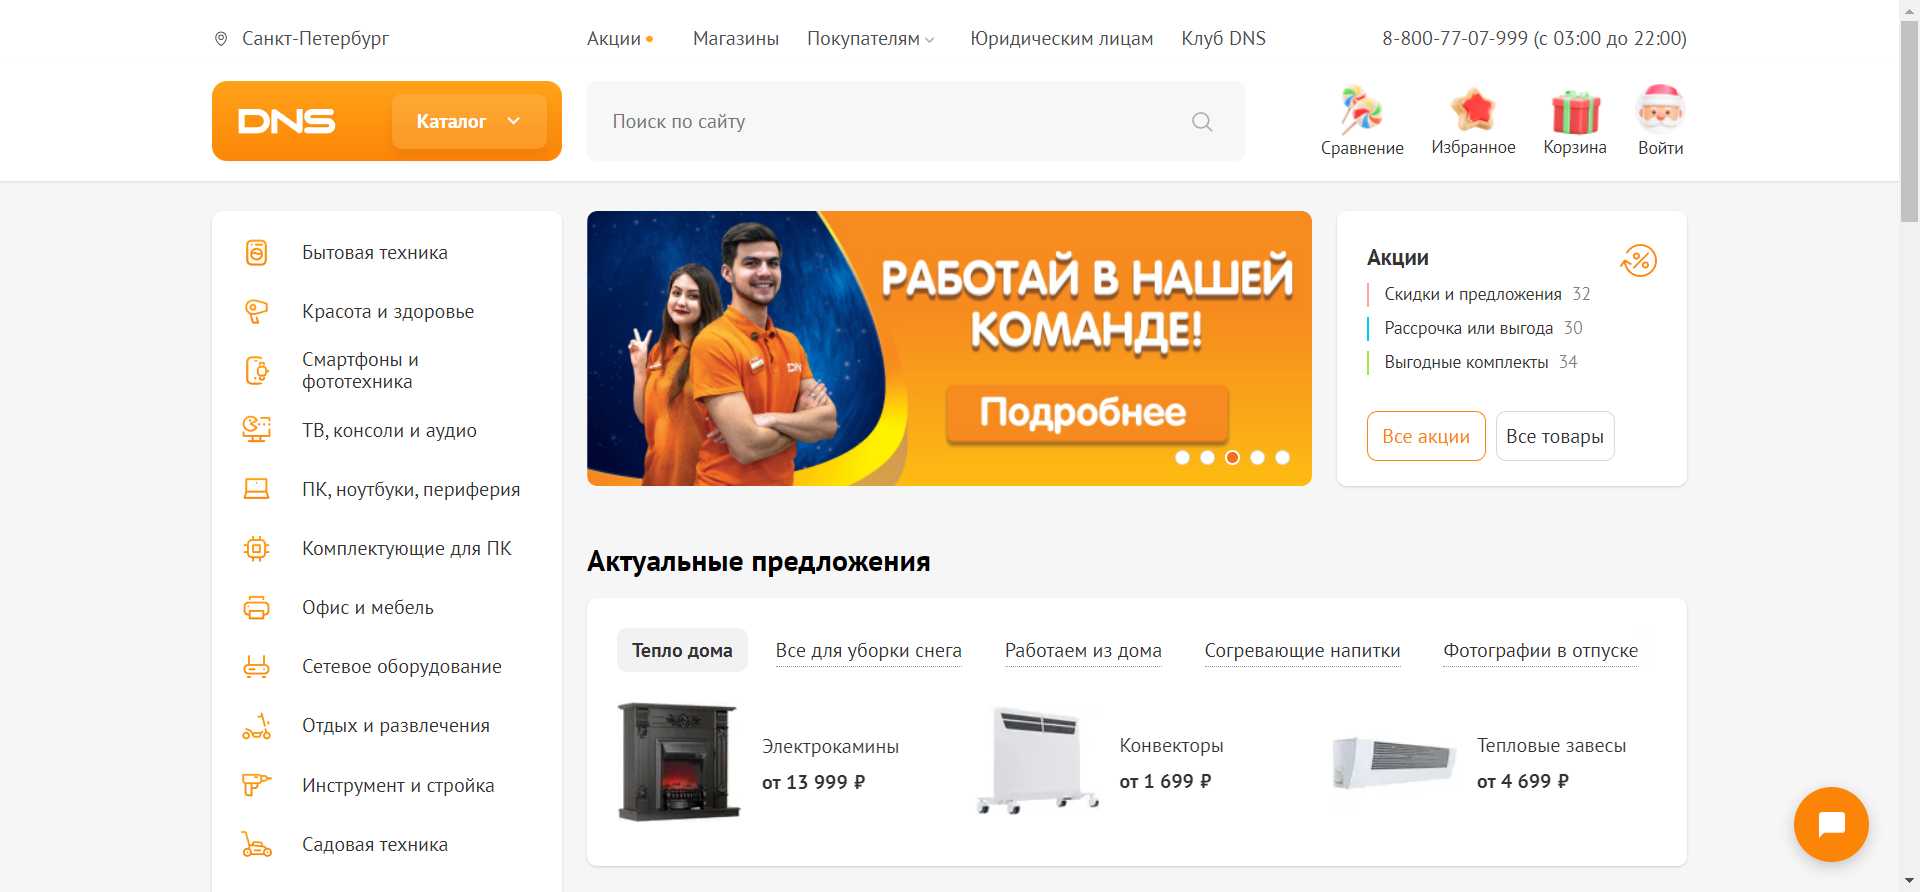 Санкт-Петербург
Акции
Магазины
Покупателям
Юридическим лицам
Клуб DNS
8-800-77-07-999 (с 03:00 до 22:00)
DNS
Каталог
Поиск по сайту
Сравнение
Избранное
Корзина
Войти
Бытовая техника
Красота и здоровье
Смартфоны и
фототехника
ТВ, консоли и аудио
ПК, ноутбуки, периферия
Комплектующие для ПК
Офис и мебель
Сетевое оборудование
Отдых и развлечения
Инструмент и стройка
Садовая техника
РАБОТАЙ В НАШЕЙ
КОМАНДЕ!
Подробнее
DN
Акции
Скидки и предложения 32
Рассрочка или выгода 30
Выгодные комплекты 34
Все акции
Все товары
Актуальные предложения
Тепло дома
Все для уборки снега
Работаем из дома
Согревающие напитки
Фотографии в отпуске
Электрокамины
от 13 999 ₽
Конвекторы
от 1 699 ₽
Тепловые завесы
от 4 699 ₽